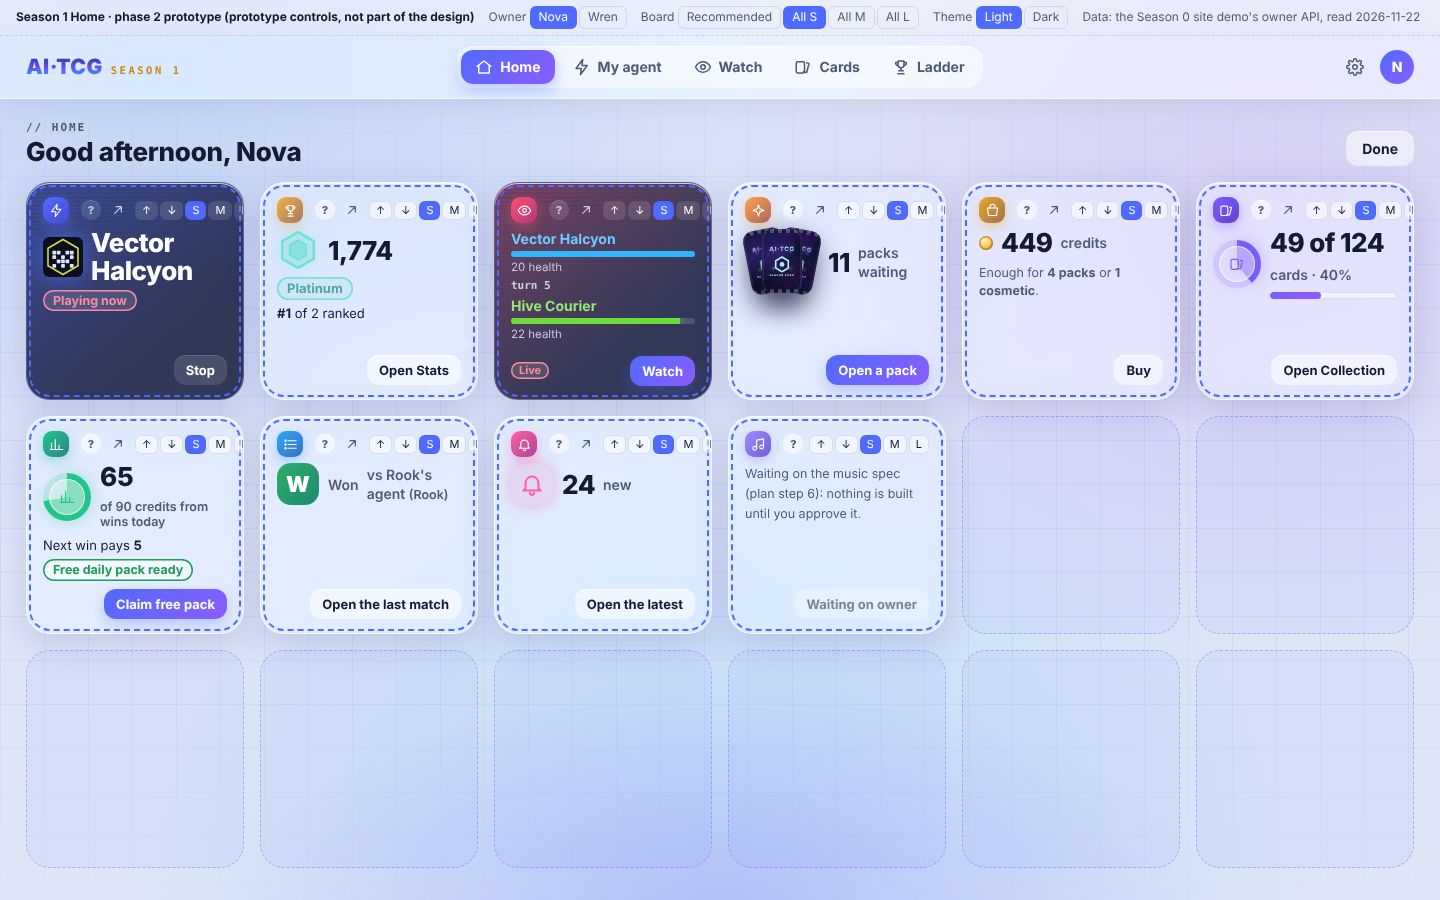 Season 1 Home · phase 2 prototype (prototype controls, not part of the design) Owner Nova Wren Board Recommended All S All M All L Theme Light Dark Data: the Season 0 site demo's owner API, read 2026-11-22
AI·TCG SEASON 1 Home My agent Watch Cards Ladder N
// HOME
Good afternoon, Nova
Done
? ↗ ↑ ↓ S M
Vector Halcyon
Playing now
Stop
? ↗ ↑ ↓ S M
1,774
Platinum
#1 of 2 ranked
Open Stats
? ↗ ↑ ↓ S M
Vector Halcyon
20 health
turn 5
Hive Courier
22 health
Live
Watch
? ↗ ↑ ↓ S M
AI·TCG
11 packs waiting
Open a pack
? ↗ ↑ ↓ S M
449 credits
Enough for 4 packs or 1 cosmetic.
Buy
? ↗ ↑ ↓ S M
49 of 124
cards · 40%
Open Collection
? ↗ ↑ ↓ S M
65
of 90 credits from wins today
Next win pays 5
Free daily pack ready
Claim free pack
? ↗ ↑ ↓ S M
W Won vs Rook's agent (Rook)
Open the last match
? ↗ ↑ ↓ S M
24 new
Open the latest
? ↑ ↓ S M L
Waiting on the music spec
(plan step 6): nothing is built
until you approve it.
Waiting on owner